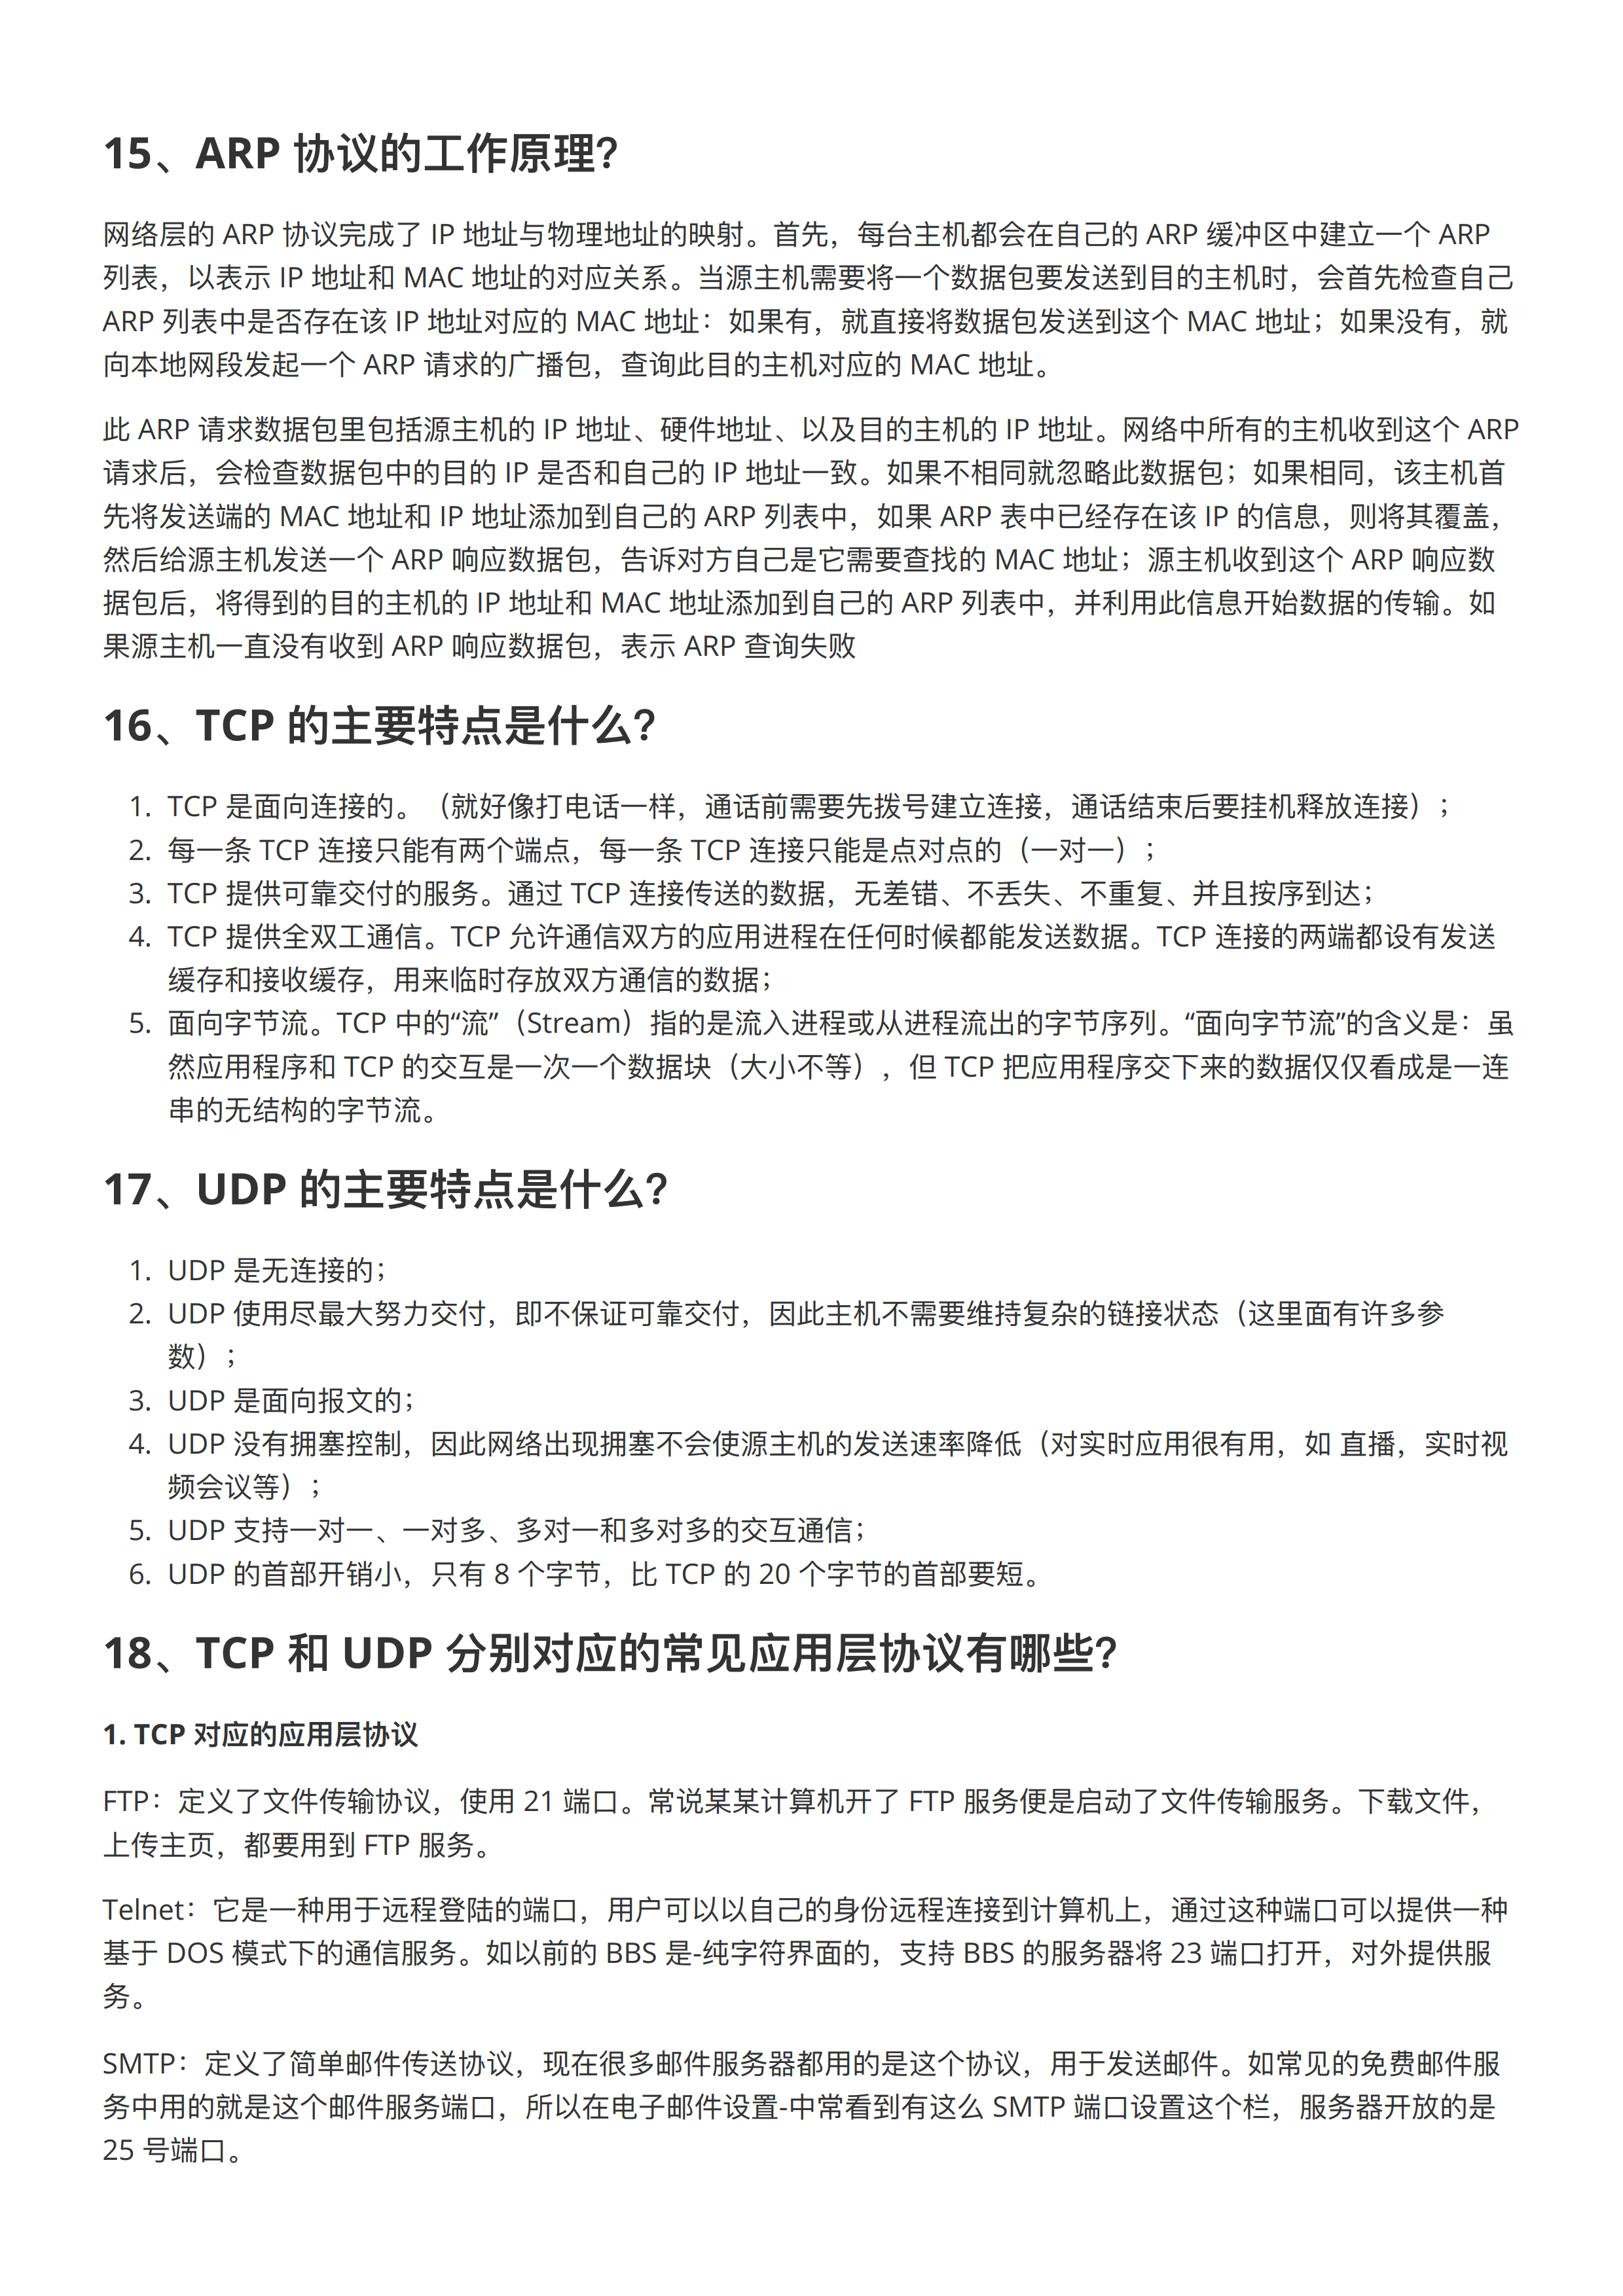 15、ARP 协议的工作原理?
网络层的 ARP 协议完成了 IP 地址与物理地址的映射。首先，每台主机都会在自己的 ARP 缓冲区中建立一个 ARP
列表，以表示 IP 地址和 MAC 地址的对应关系。当源主机需要将一个数据包要发送到目的主机时，会首先检查自己
ARP 列表中是否存在该 IP 地址对应的 MAC 地址：如果有，就直接将数据包发送到这个 MAC 地址；如果没有，就
向本地网段发起一个 ARP 请求的广播包，查询此目的主机对应的 MAC 地址。
此 ARP 请求数据包里包括源主机的 IP 地址、硬件地址、以及目的主机的 IP 地址。网络中所有的主机收到这个 ARP
请求后，会检查数据包中的目的 IP 是否和自己的 IP 地址一致。如果不相同就忽略此数据包；如果相同，该主机首
先将发送端的 MAC 地址和 IP 地址添加到自己的 ARP 列表中，如果 ARP 表中已经存在该 IP 的信息，则将其覆盖，
然后给源主机发送一个 ARP 响应数据包，告诉对方自己是它需要查找的 MAC 地址；源主机收到这个 ARP 响应数
据包后，将得到的目的主机的 IP 地址和 MAC 地址添加到自己的 ARP 列表中，并利用此信息开始数据的传输。如
果源主机一直没有收到 ARP 响应数据包，表示 ARP 查询失败
16、TCP 的主要特点是什么?
1. TCP 是面向连接的。（就好像打电话一样，通话前需要先拨号建立连接，通话结束后要挂机释放连接）；
2. 每一条 TCP 连接只能有两个端点，每一条 TCP 连接只能是点对点的（一对一）；
3. TCP 提供可靠交付的服务。通过 TCP 连接传送的数据，无差错、不丢失、不重复、并且按序到达；
4. TCP 提供全双工通信。TCP 允许通信双方的应用进程在任何时候都能发送数据。TCP 连接的两端都设有发送
缓存和接收缓存，用来临时存放双方通信的数据；
5. 面向字节流。TCP 中的“流”（Stream）指的是流入进程或从进程流出的字节序列。“面向字节流”的含义是：虽
然应用程序和 TCP 的交互是一次一个数据块（大小不等），但 TCP 把应用程序交下来的数据仅仅看成是一连
串的无结构的字节流。
17、UDP 的主要特点是什么?
1. UDP 是无连接的；
2. UDP 使用尽最大努力交付，即不保证可靠交付，因此主机不需要维持复杂的链接状态（这里面有许多参
数）；
3. UDP 是面向报文的；
4. UDP 没有拥塞控制，因此网络出现拥塞不会使源主机的发送速率降低（对实时应用很有用，如 直播，实时视
频会议等）；
5. UDP 支持一对一、一对多、多对一和多对多的交互通信；
6. UDP 的首部开销小，只有 8 个字节，比 TCP 的 20 个字节的首部要短。
18、TCP 和 UDP 分别对应的常见应用层协议有哪些?
1. TCP 对应的应用层协议
FTP：定义了文件传输协议，使用 21 端口。常说某某计算机开了 FTP 服务便是启动了文件传输服务。下载文件，
上传主页，都要用到 FTP 服务。
Telnet：它是一种用于远程登陆的端口，用户可以以自己的身份远程连接到计算机上，通过这种端口可以提供一种
基于 DOS 模式下的通信服务。如以前的 BBS 是-纯字符界面的，支持 BBS 的服务器将 23 端口打开，对外提供服
务。
SMTP：定义了简单邮件传送协议，现在很多邮件服务器都用的是这个协议，用于发送邮件。如常见的免费邮件服
务中用的就是这个邮件服务端口，所以在电子邮件设置-中常看到有这么 SMTP 端口设置这个栏，服务器开放的是
25 号端口。